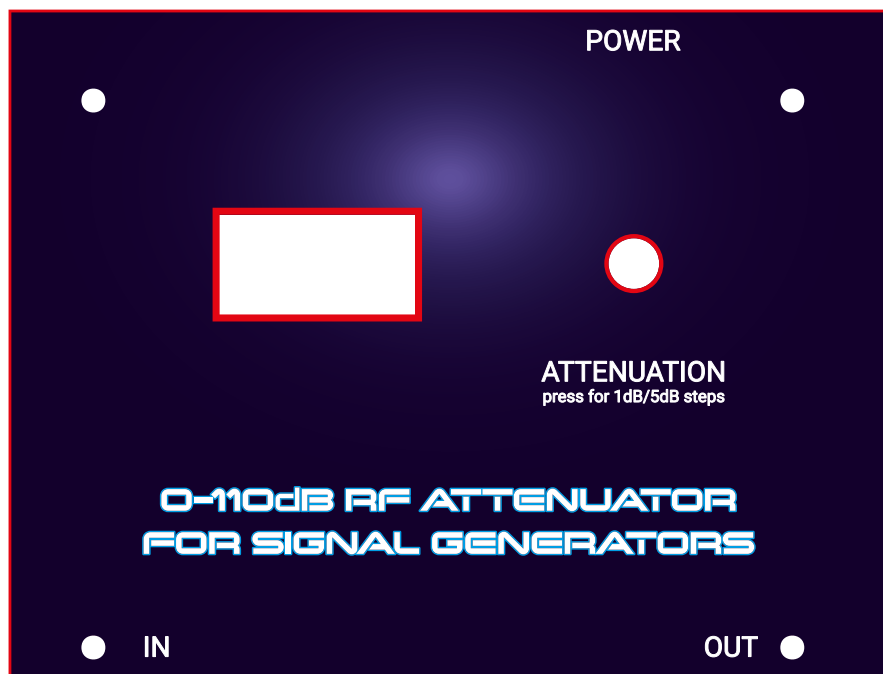 POWER
ATTENUATION
press for 1dB/5dB steps
0-110dB RF ATTENUATOR
FOR SIGNAL GENERATORS
IN OUT